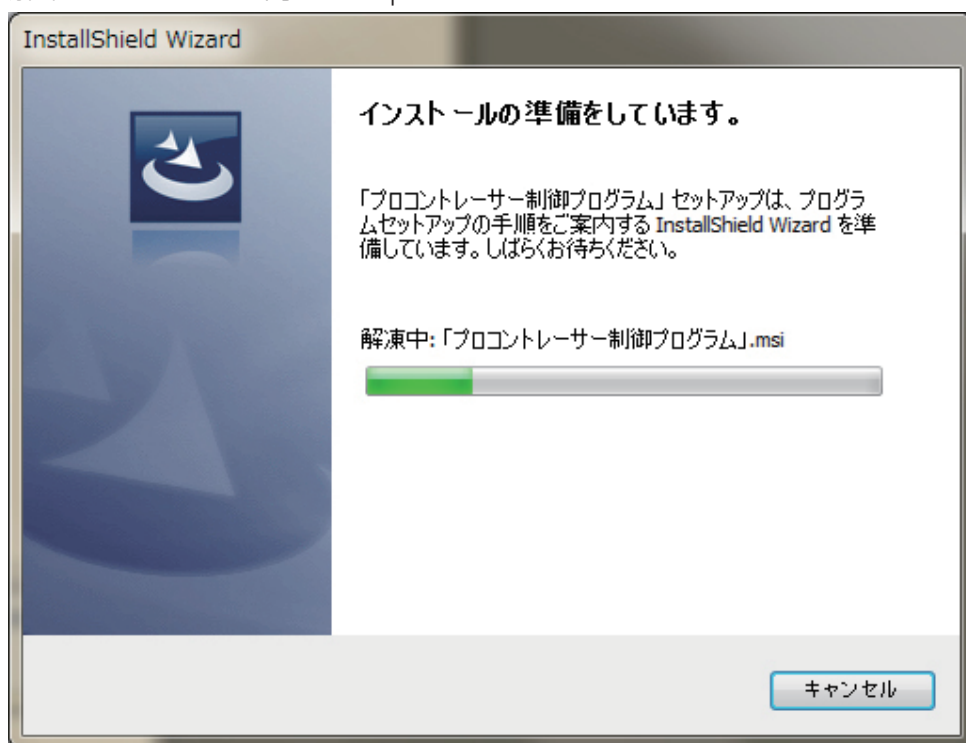 InstallShield Wizard
インストールの準備をしています。
「プロコントレーサー制御プログラム」セットアップは、プログラ
ムセットアップの手順をご案内する InstallShield Wizard を準
備しています。しばらくお待ちください。
解凍中:「プロコントレーサー制御プログラム」.msi
キャンセル